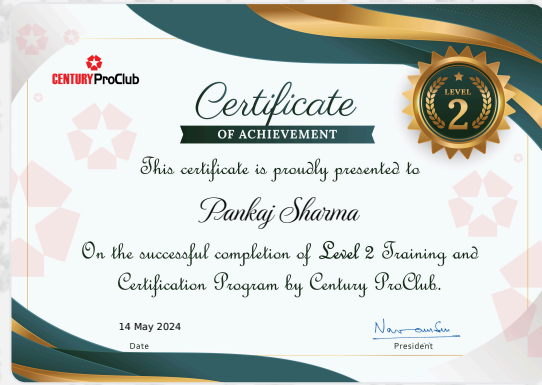 CENTURY ProClub
Certificate
OF ACHIEVEMENT
LEVEL
2
This certificate is proudly presented to
Pankaj Sharma
On the successful completion of Level 2 Training and
Certification Program by Century ProClub.
14 May 2024
Date
President